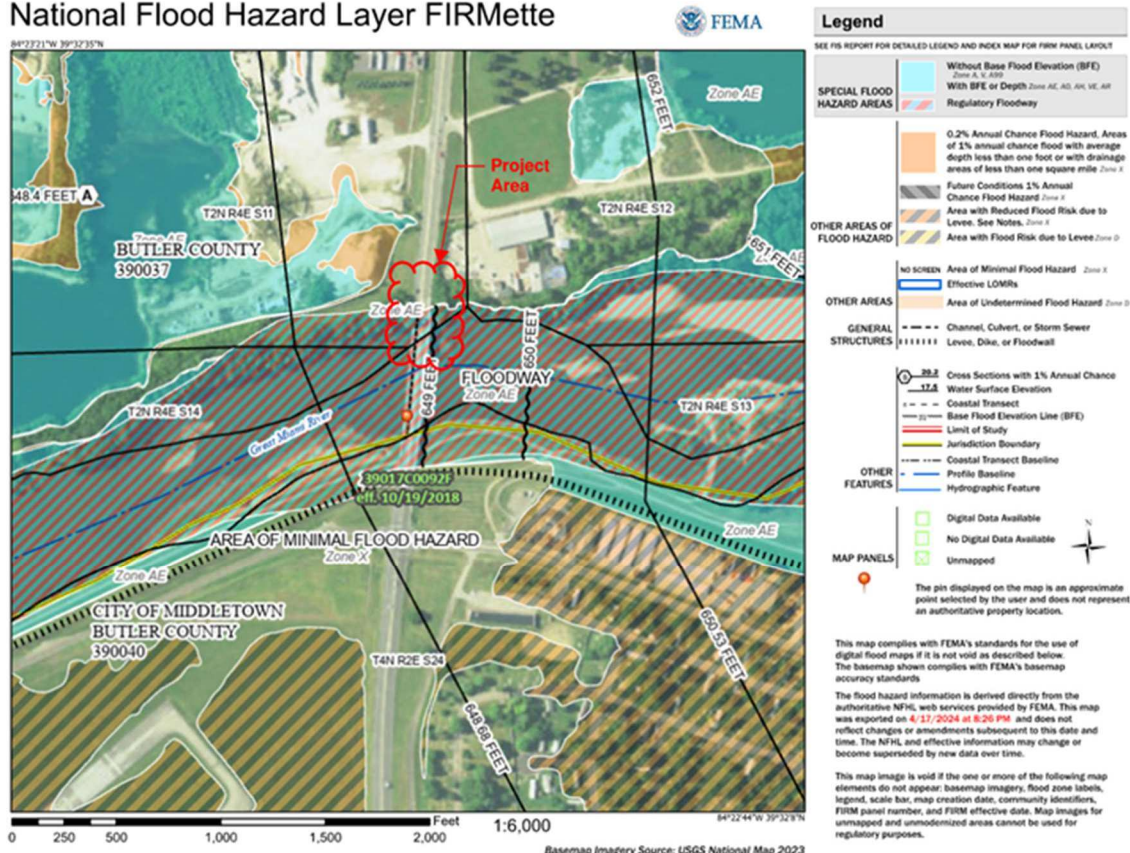 National Flood Hazard Layer FIRMette
FEMA
84°23'21"W 39°32'35"N
Zone AE
652 FEET
Project
Area
648.4 FEET A
T2N R4E S11
T2N R4E S12
Zone AE
BUTLER COUNTY
390037
651 FEET
Zone AE
Zone AE
649 FEET
650 FEET
FLOODWAY
Zone AE
T2N R4E S14
T2N R4E S13
Great Miami River
39017C0092F
eff. 10/19/2018
AREA OF MINIMAL FLOOD HAZARD
Zone X
Zone AE
Zone AE
CITY OF MIDDLETOWN
BUTLER COUNTY
390040
650.53 FEET
T4N R2E S24
648.68 FEET
84°22'44"W 39°32'8"N
0 250 500 1,000 1,500 2,000 Feet 1:6,000
Basemap Imagery Source: USGS National Map 2023
Legend
SEE FIS REPORT FOR DETAILED LEGEND AND INDEX MAP FOR FIRM PANEL LAYOUT
SPECIAL FLOOD
HAZARD AREAS
Without Base Flood Elevation (BFE)
Zone A, V, A99
With BFE or Depth Zone AE, AO, AH, VE, AR
Regulatory Floodway
OTHER AREAS OF
FLOOD HAZARD
0.2% Annual Chance Flood Hazard, Areas
of 1% annual chance flood with average
depth less than one foot or with drainage
areas of less than one square mile Zone X
Future Conditions 1% Annual
Chance Flood Hazard Zone X
Area with Reduced Flood Risk due to
Levee. See Notes. Zone X
Area with Flood Risk due to Levee Zone D
OTHER AREAS
NO SCREEN Area of Minimal Flood Hazard Zone X
Effective LOMRs
Area of Undetermined Flood Hazard Zone D
GENERAL
STRUCTURES
Channel, Culvert, or Storm Sewer
Levee, Dike, or Floodwall
OTHER
FEATURES
B 20.2 Cross Sections with 1% Annual Chance
17.5 Water Surface Elevation
Coastal Transect
Base Flood Elevation Line (BFE)
Limit of Study
Jurisdiction Boundary
Coastal Transect Baseline
Profile Baseline
Hydrographic Feature
MAP PANELS
Digital Data Available
No Digital Data Available
Unmapped
N
The pin displayed on the map is an approximate
point selected by the user and does not represent
an authoritative property location.
This map complies with FEMA's standards for the use of
digital flood maps if it is not void as described below.
The basemap shown complies with FEMA's basemap
accuracy standards
The flood hazard information is derived directly from the
authoritative NFHL web services provided by FEMA. This map
was exported on 4/17/2024 at 8:26 PM and does not
reflect changes or amendments subsequent to this date and
time. The NFHL and effective information may change or
become superseded by new data over time.
This map image is void if the one or more of the following map
elements do not appear: basemap imagery, flood zone labels,
legend, scale bar, map creation date, community identifiers,
FIRM panel number, and FIRM effective date. Map images for
unmapped and unmodernized areas cannot be used for
regulatory purposes.